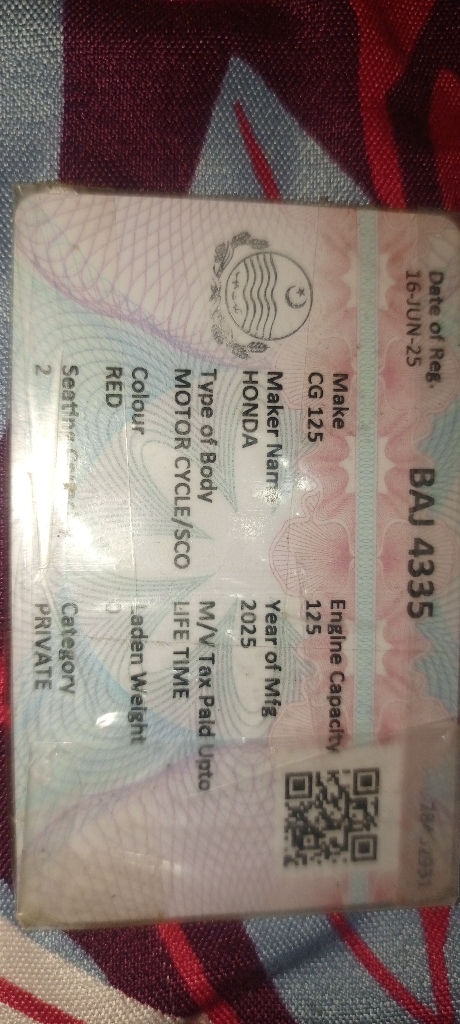 Date of Reg.
16-JUN-25
BAJ 4335
Make
CG 125
Engine Capacity
125
Maker Name
HONDA
Year of Mfg
2025
Type of Body
MOTOR CYCLE/SCO
M/V Tax Paid Upto
LIFE TIME
Colour
RED
Laden Weight
Seating
2
Category
PRIVATE